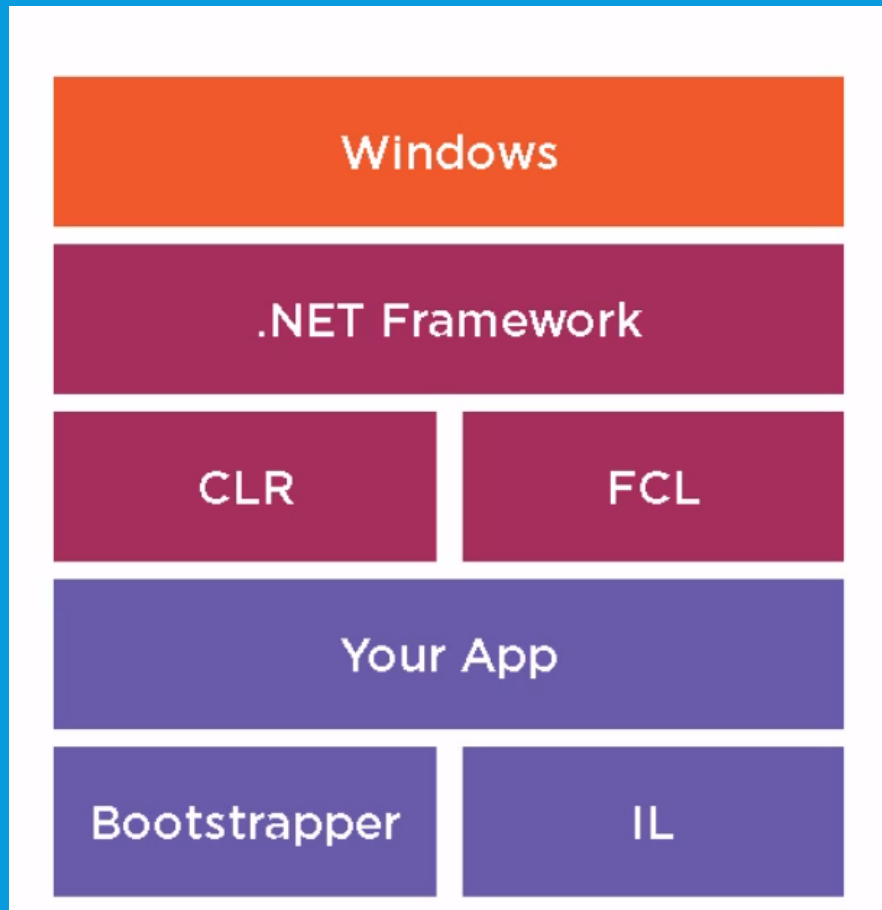 Windows
.NET Framework
CLR
FCL
Your App
Bootstrapper
IL